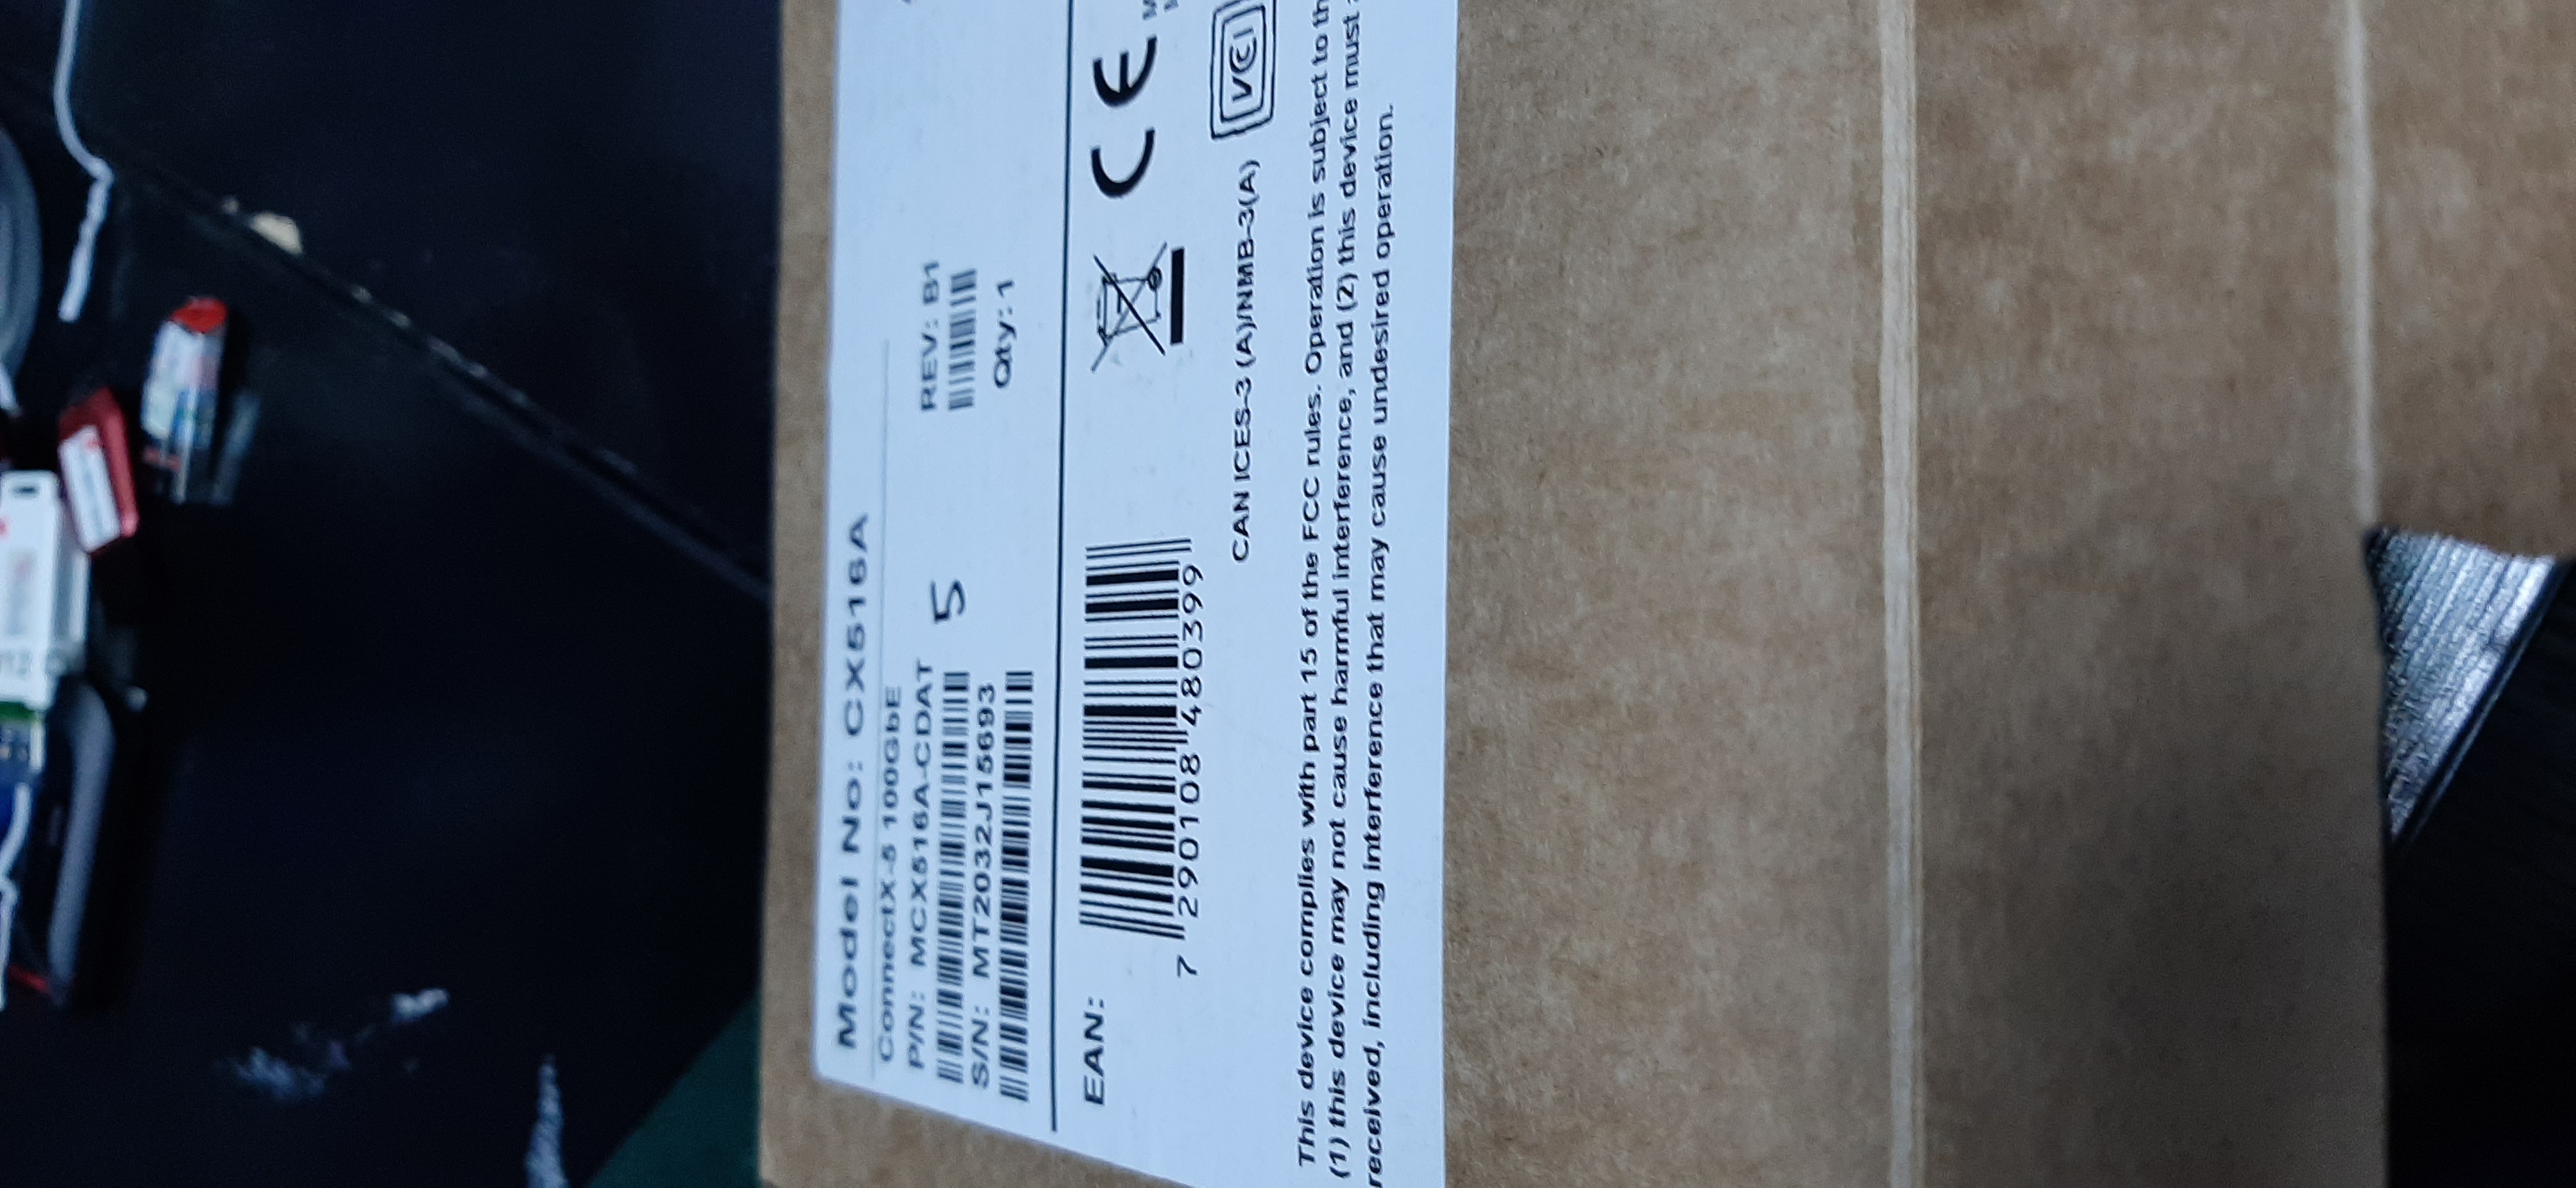 Model No: CX516A
ConnectX-5 100GbE
P/N: MCX516A-CDAT
5
REV: B1
S/N: MT2032J15693
Qty: 1
EAN:
7 290108 480399
CE
CAN ICES-3 (A)/NMB-3(A)
VCCI
This device complies with part 15 of the FCC rules. Operation is subject to th
(1) this device may not cause harmful interference, and (2) this device must
received, including interference that may cause undesired operation.